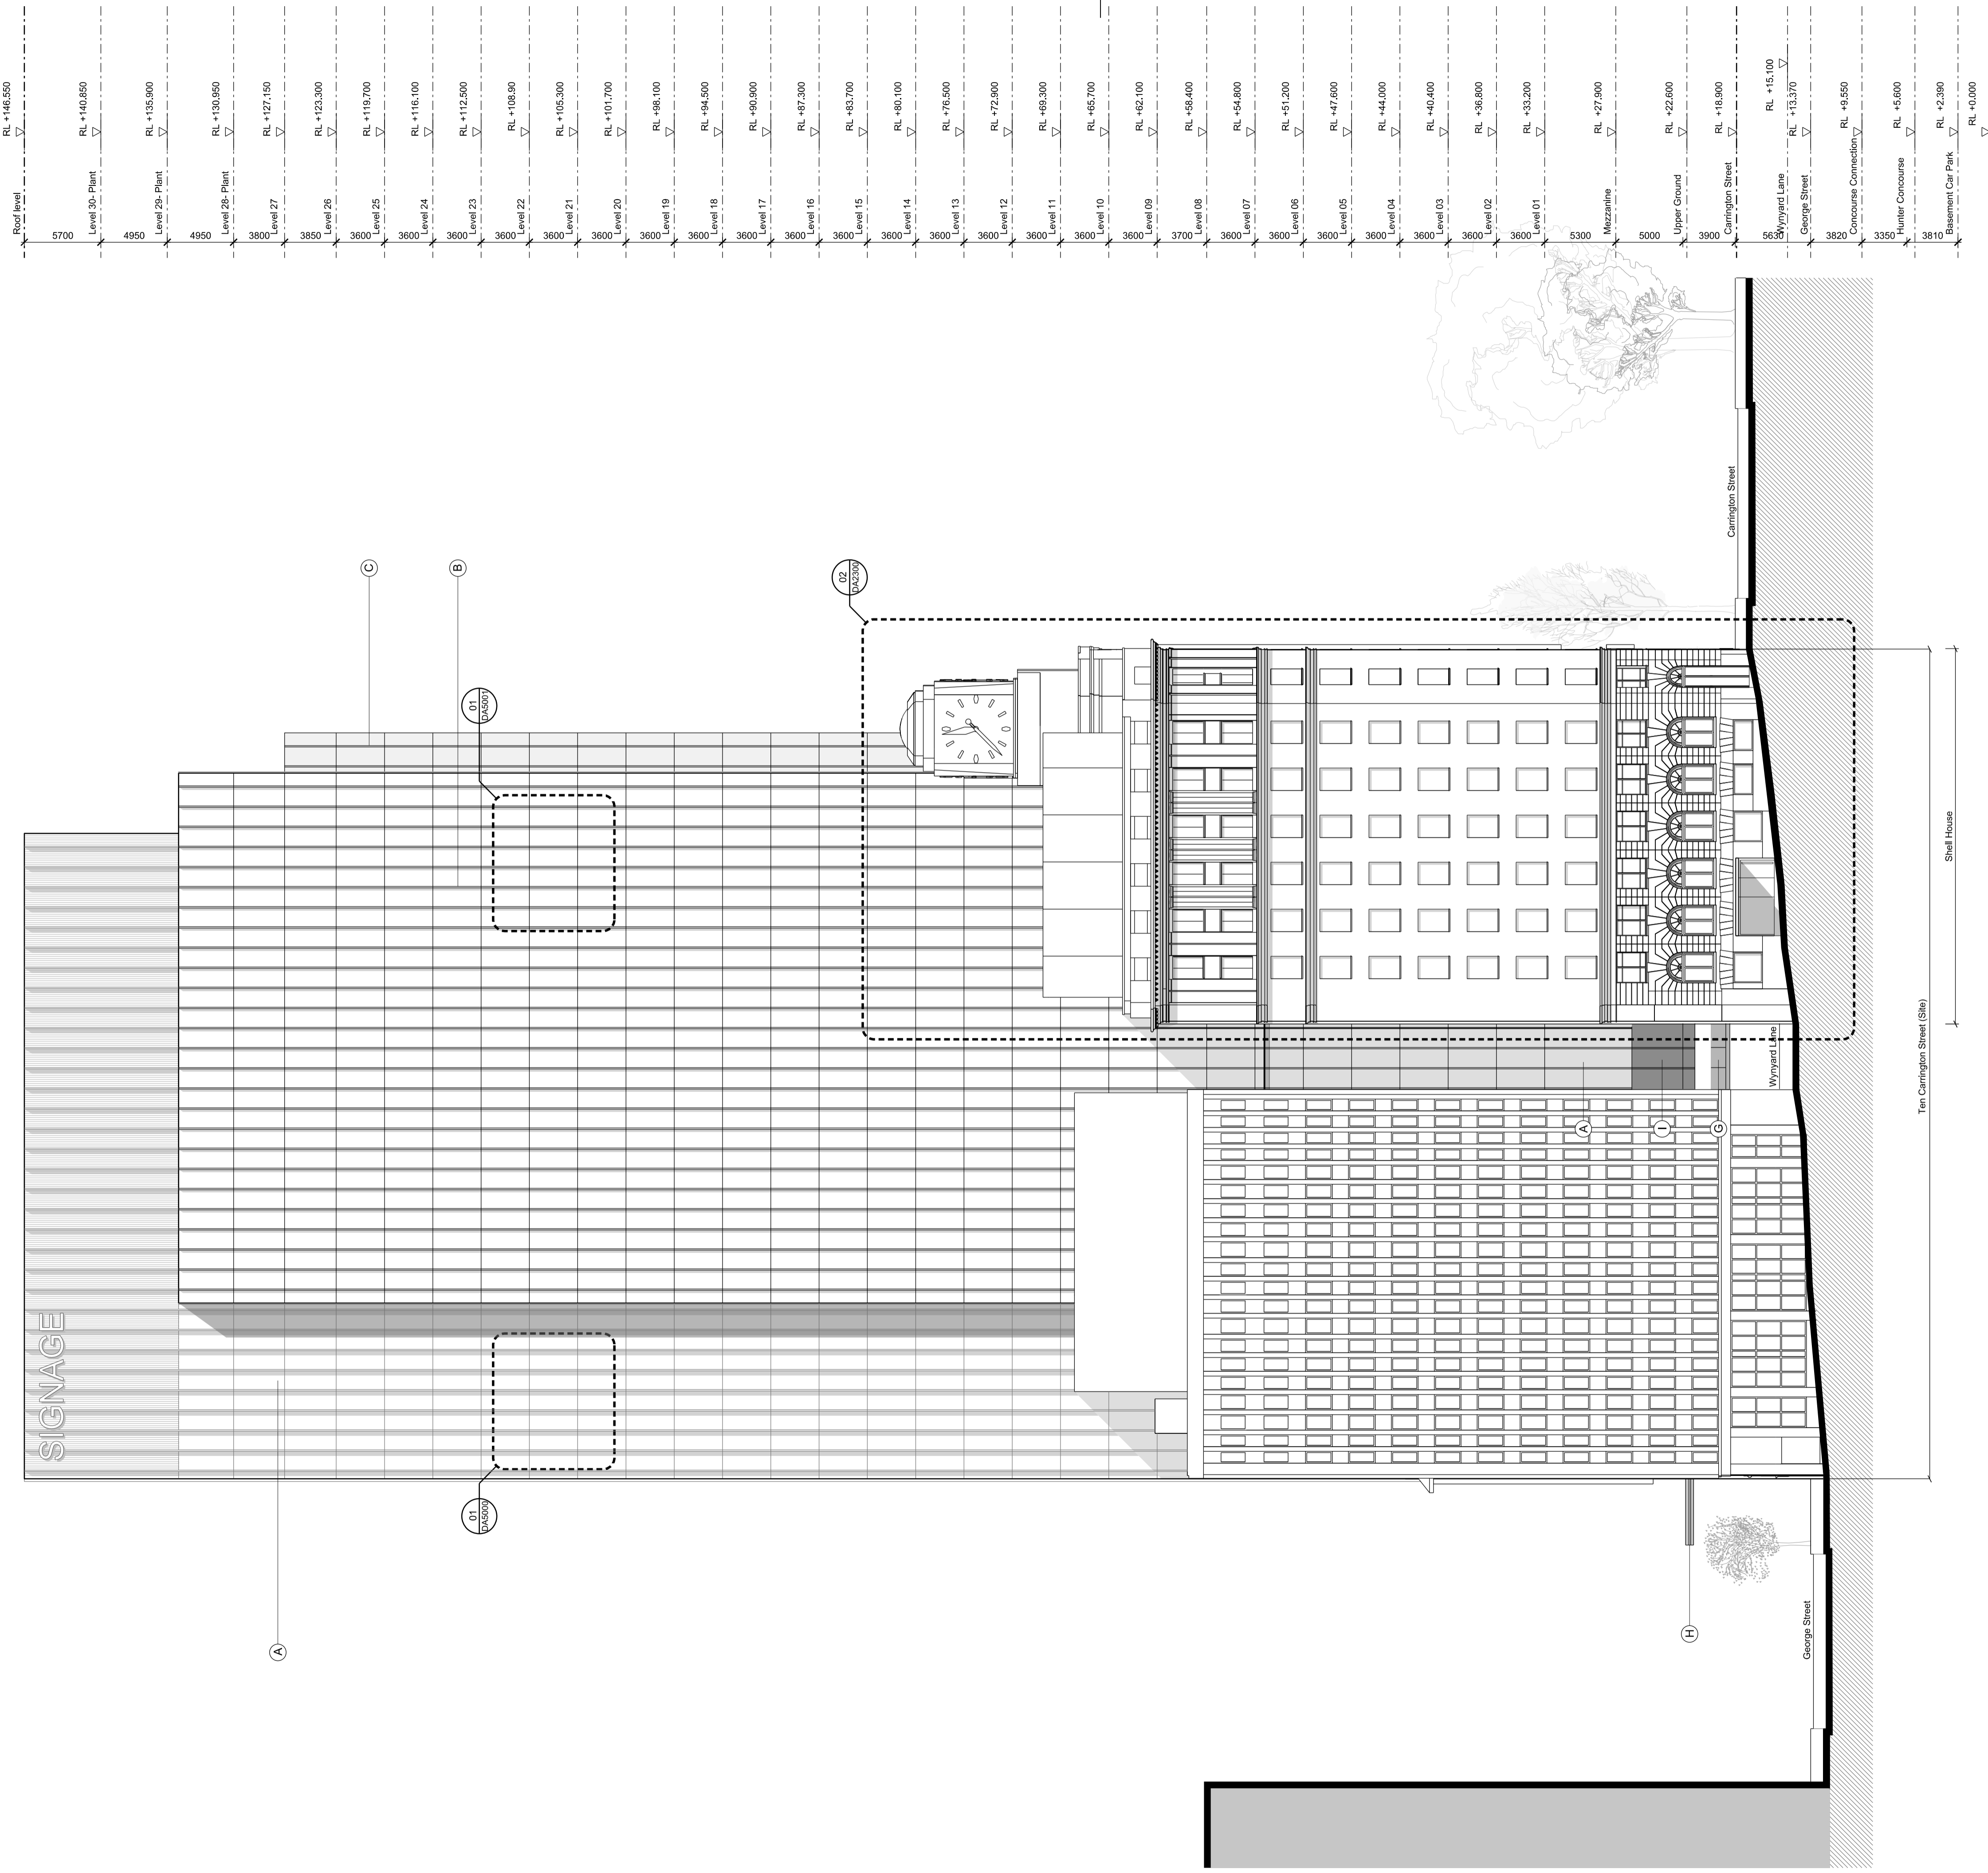 Roof level
RL +146,550
5700
Level 30- Plant
RL +140,850
4950
Level 29- Plant
RL +135,900
4950
Level 28- Plant
RL +130,950
3800
Level 27
RL +127,150
3850
Level 26
RL +123,300
3600
Level 25
RL +119,700
3600
Level 24
RL +116,100
3600
Level 23
RL +112,500
3600
Level 22
RL +108,90
3600
Level 21
RL +105,300
3600
Level 20
RL +101,700
3600
Level 19
RL +98,100
3600
Level 18
RL +94,500
3600
Level 17
RL +90,900
3600
Level 16
RL +87,300
3600
Level 15
RL +83,700
3600
Level 14
RL +80,100
3600
Level 13
RL +76,500
3600
Level 12
RL +72,900
3600
Level 11
RL +69,300
3600
Level 10
RL +65,700
3600
Level 09
RL +62,100
3700
Level 08
RL +58,400
3600
Level 07
RL +54,800
3600
Level 06
RL +51,200
3600
Level 05
RL +47,600
3600
Level 04
RL +44,000
3600
Level 03
RL +40,400
3600
Level 02
RL +36,800
3600
Level 01
RL +33,200
5300
Mezzanine
RL +27,900
5000
Upper Ground
RL +22,600
3900
Carrington Street
RL +18,900
5630
Wynyard Lane
RL +15,100
George Street
RL +13,370
3820
Concourse Connection
RL +9,550
3350
Hunter Concourse
RL +5,600
3810
Basement Car Park
RL +2,390
RL +0,000
SIGNAGE
A
01
DA5000
01
DA5001
C
B
02
DA2300
A
I
G
H
George Street
Wynyard Lane
Carrington Street
Shell House
Ten Carrington Street (Site)